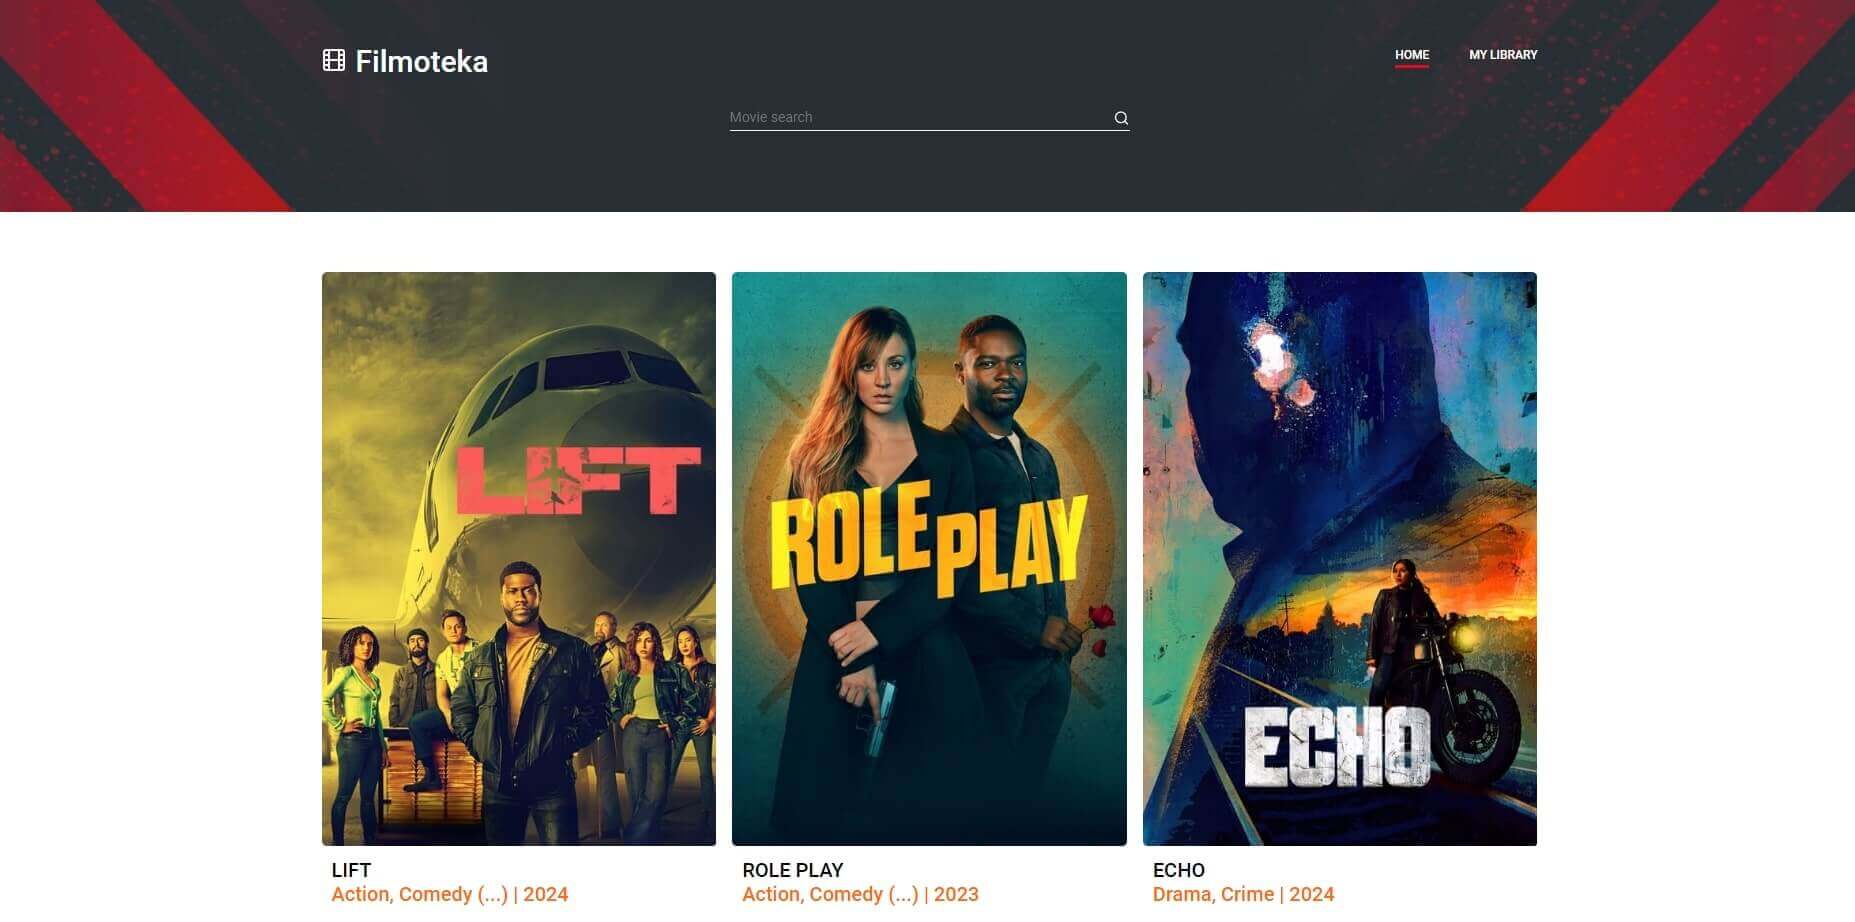 Filmoteka
HOME
MY LIBRARY
Movie search
LIFT
ROLE PLAY
ECHO
LIFT
Action, Comedy (...) | 2024
ROLE PLAY
Action, Comedy (...) | 2023
ECHO
Drama, Crime | 2024